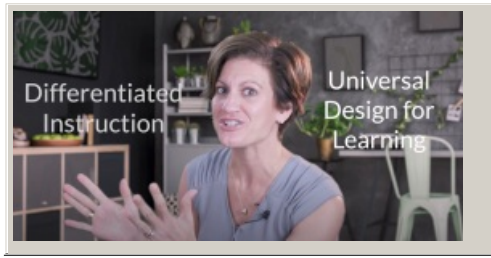 Differentiated
Instruction
Universal
Design for
Learning